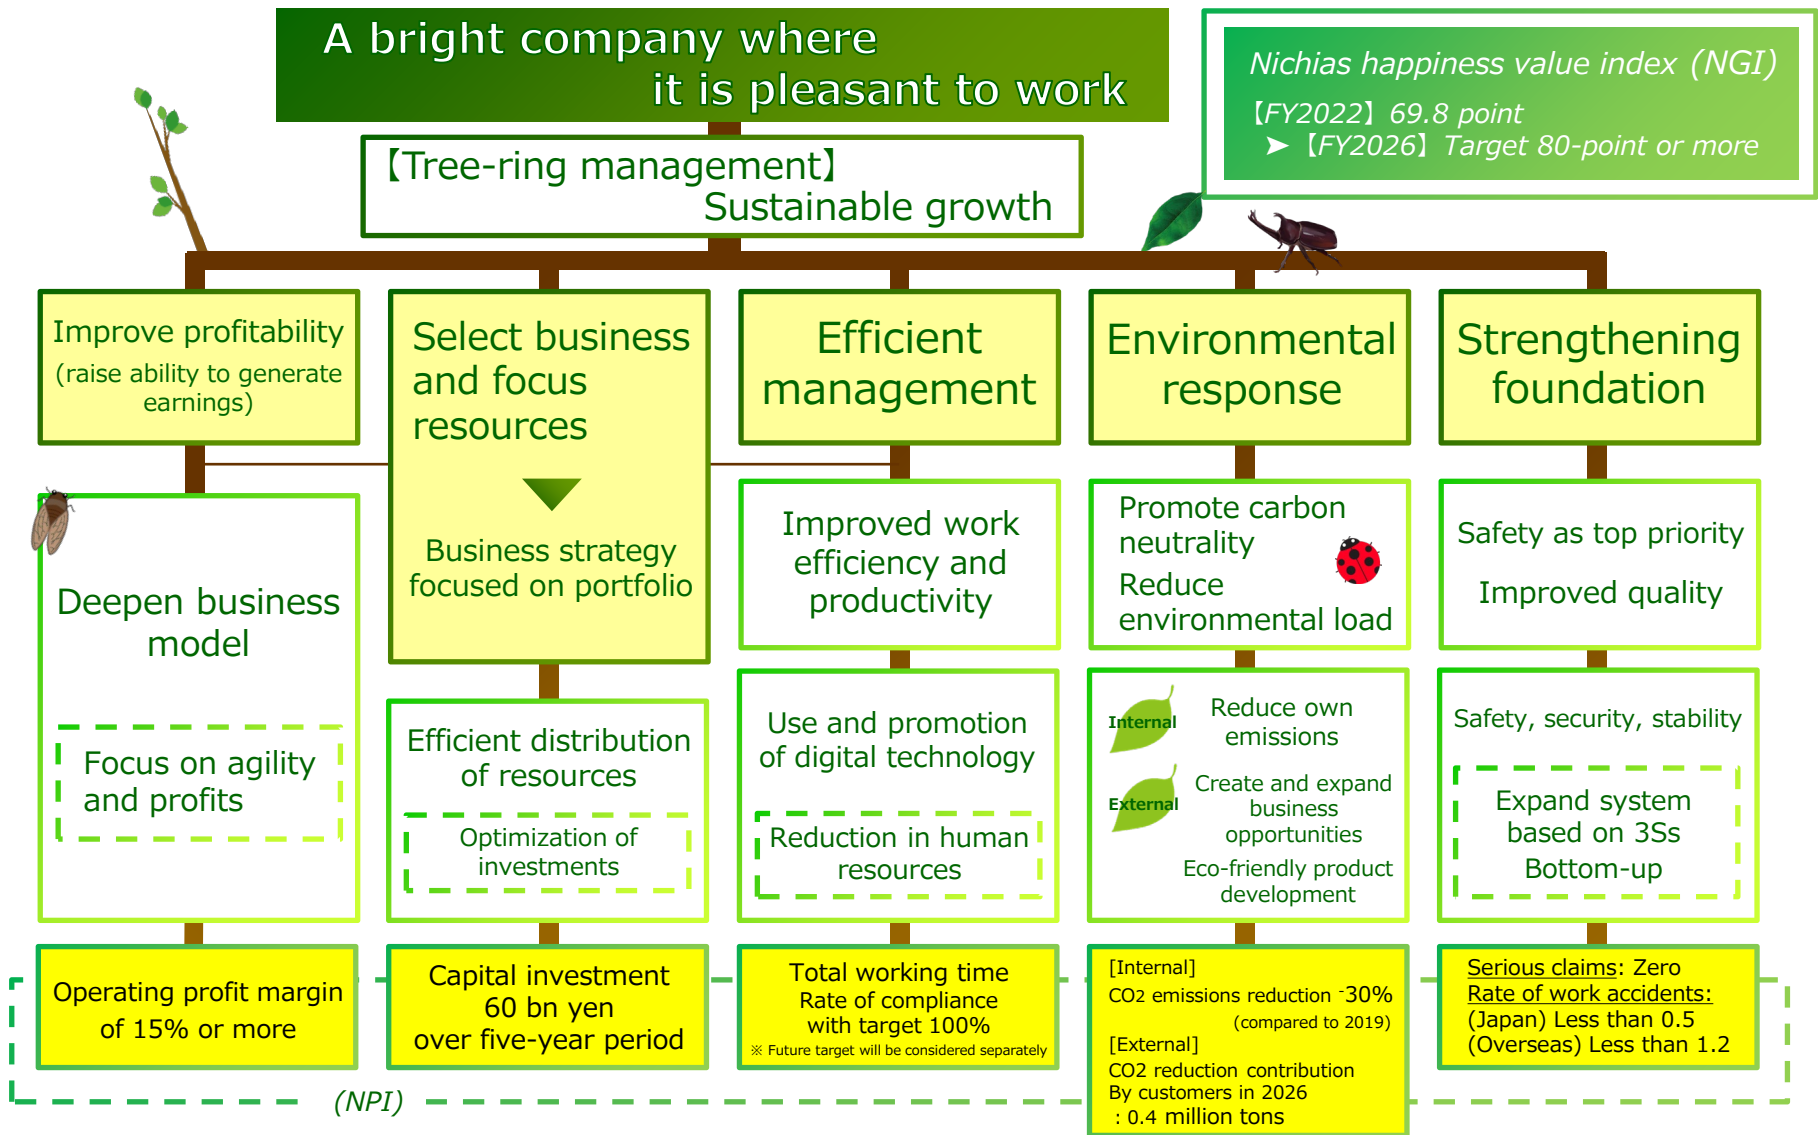 A bright company where
it is pleasant to work
Nichias happiness value index (NGI)
【FY2022】 69.8 point
➤ 【FY2026】 Target 80-point or more
【Tree-ring management】
Sustainable growth
Improve profitability
(raise ability to generate
earnings)
Deepen business
model
Focus on agility
and profits
Operating profit margin
of 15% or more
Select business
and focus
resources
Business strategy
focused on portfolio
Efficient distribution
of resources
Optimization of
investments
Capital investment
60 bn yen
over five-year period
Efficient
management
Improved work
efficiency and
productivity
Use and promotion
of digital technology
Reduction in human
resources
Total working time
Rate of compliance
with target 100%
※ Future target will be considered separately
Environmental
response
Promote carbon
neutrality
Reduce
environmental load
Internal
Reduce own
emissions
External
Create and expand
business
opportunities
Eco-friendly product
development
[Internal]
CO2 emissions reduction -30%
(compared to 2019)
[External]
CO2 reduction contribution
By customers in 2026
: 0.4 million tons
Strengthening
foundation
Safety as top priority
Improved quality
Safety, security, stability
Expand system
based on 3Ss
Bottom-up
Serious claims: Zero
Rate of work accidents:
(Japan) Less than 0.5
(Overseas) Less than 1.2
(NPI)